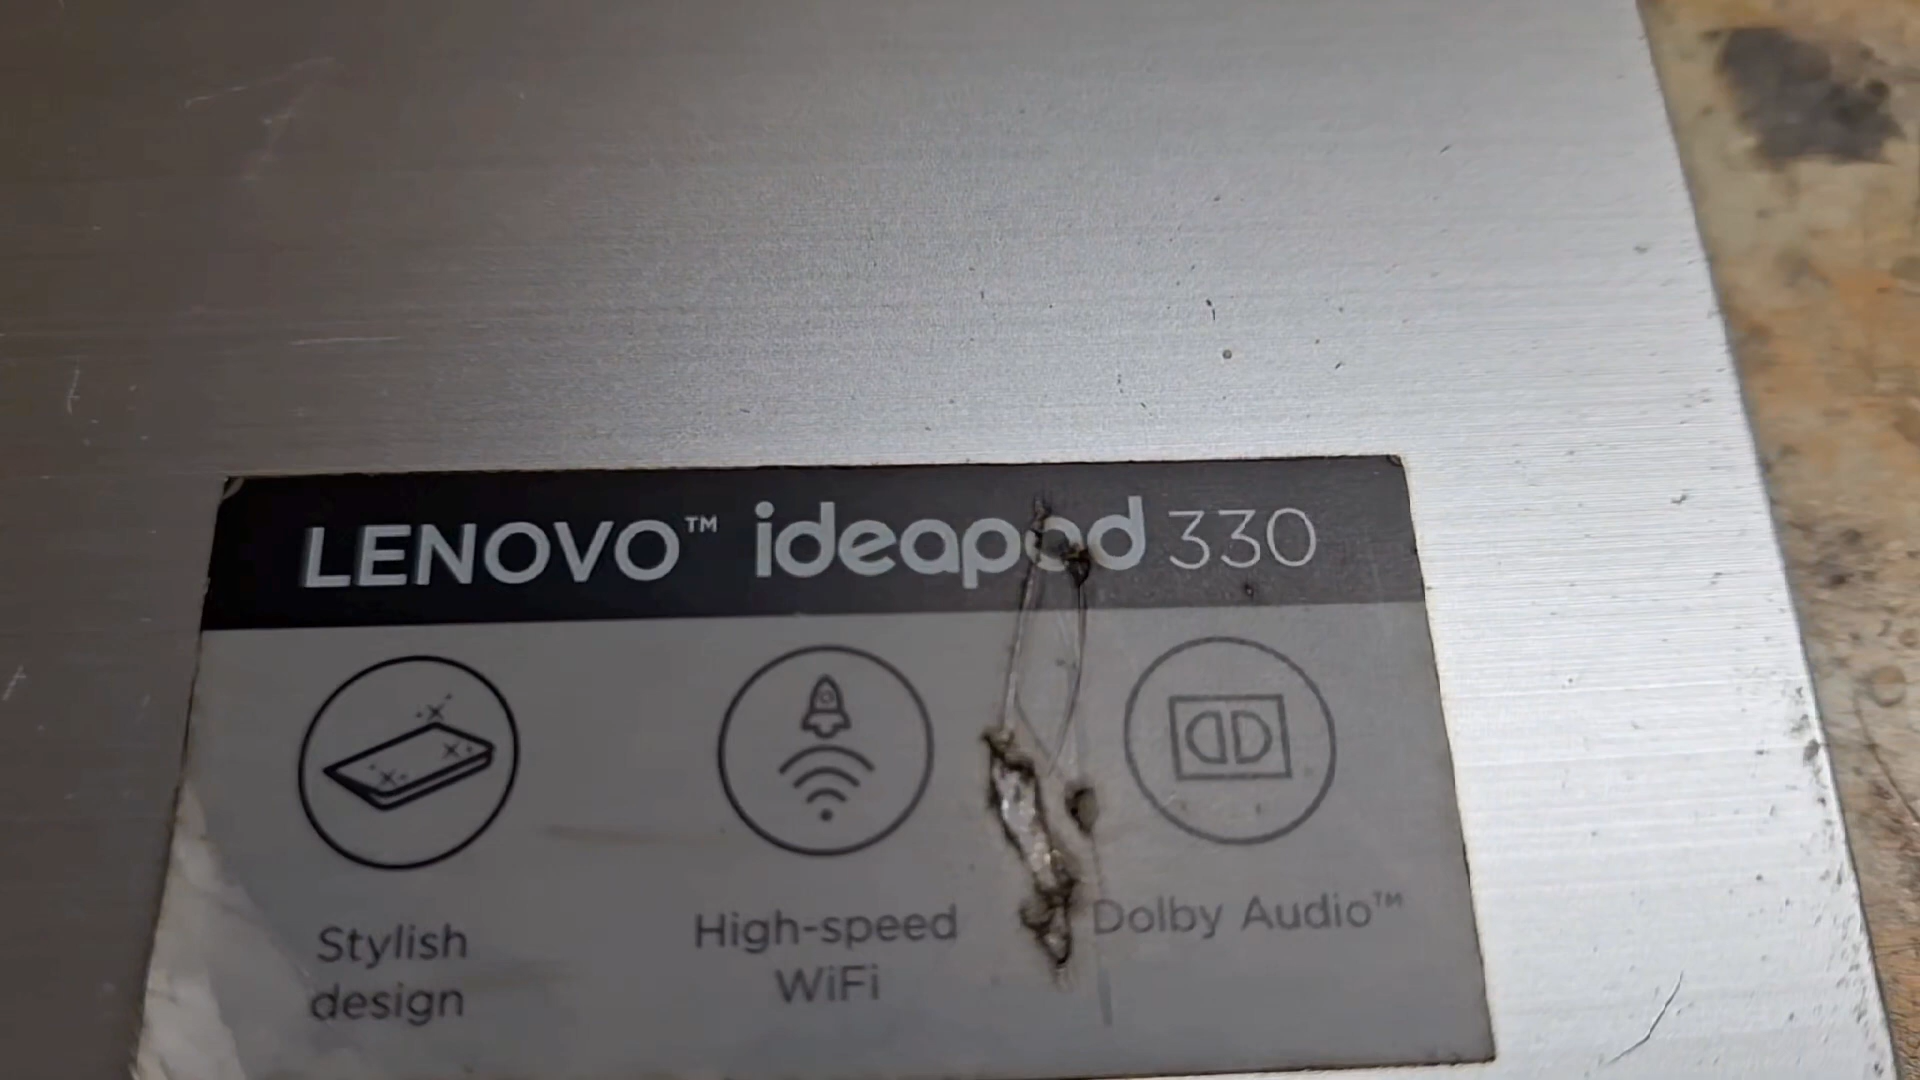 LENOVO™ ideapad 330
Stylish
design
High-speed
WiFi
Dolby Audio™